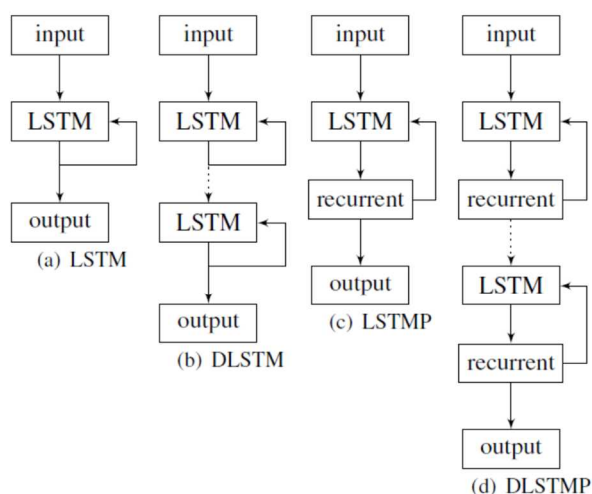 input
LSTM
output
(a) LSTM
input
LSTM
LSTM
output
(b) DLSTM
input
LSTM
recurrent
output
(c) LSTMP
input
LSTM
recurrent
LSTM
recurrent
output
(d) DLSTMP